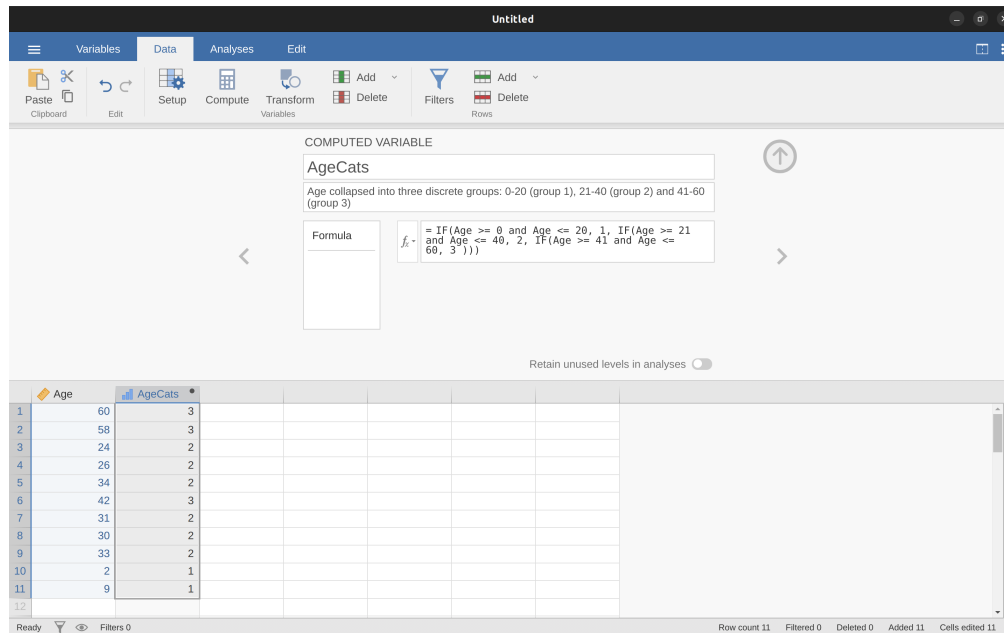 Untitled
Variables Data Analyses Edit
Paste Setup Compute Transform Add Delete Filters Add Delete
Clipboard Edit Variables Rows
COMPUTED VARIABLE
AgeCats
Age collapsed into three discrete groups: 0-20 (group 1), 21-40 (group 2) and 41-60
(group 3)
Formula
fx
= IF(Age >= 0 and Age <= 20, 1, IF(Age >= 21
and Age <= 40, 2, IF(Age >= 41 and Age <=
60, 3 )))
Retain unused levels in analyses
Age AgeCats
1 60 3
2 58 3
3 24 2
4 26 2
5 34 2
6 42 3
7 31 2
8 30 2
9 33 2
10 2 1
11 9 1
12
Ready Filters 0 Row count 11 Filtered 0 Deleted 0 Added 11 Cells edited 11